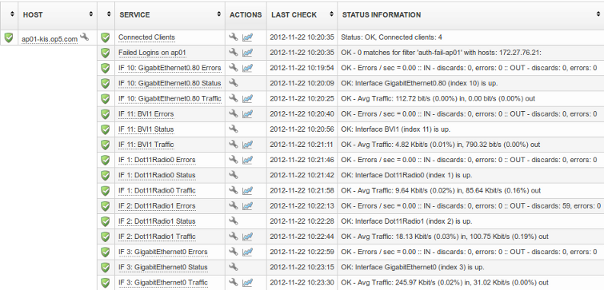 HOST SERVICE ACTIONS LAST CHECK STATUS INFORMATION
ap01-kis.op5.com Connected Clients 2012-11-22 10:20:35 Status: OK, Connected clients: 4
Failed Logins on ap01 2012-11-22 10:20:35 OK - 0 matches for filter 'auth-fail-ap01' with hosts: 172.27.76.21:
IF 10: GigabitEthernet0.80 Errors 2012-11-22 10:19:54 OK - Errors / sec = 0.00 :: IN - discards: 0, errors: 0 :: OUT - discards: 0, errors: 0
IF 10: GigabitEthernet0.80 Status 2012-11-22 10:20:09 OK: Interface GigabitEthernet0.80 (index 10) is up.
IF 10: GigabitEthernet0.80 Traffic 2012-11-22 10:20:25 OK - Avg Traffic: 112.72 bit/s (0.00%) in, 0.00 bit/s (0.00%) out
IF 11: BVI1 Errors 2012-11-22 10:20:40 OK - Errors / sec = 0.00 :: IN - discards: 0, errors: 0 :: OUT - discards: 0, errors: 0
IF 11: BVI1 Status 2012-11-22 10:20:56 OK: Interface BVI1 (index 11) is up.
IF 11: BVI1 Traffic 2012-11-22 10:21:11 OK - Avg Traffic: 4.82 Kbit/s (0.01%) in, 790.32 bit/s (0.00%) out
IF 1: Dot11Radio0 Errors 2012-11-22 10:21:46 OK - Errors / sec = 0.00 :: IN - discards: 0, errors: 0 :: OUT - discards: 0, errors: 0
IF 1: Dot11Radio0 Status 2012-11-22 10:21:42 OK: Interface Dot11Radio0 (index 1) is up.
IF 1: Dot11Radio0 Traffic 2012-11-22 10:21:58 OK - Avg Traffic: 9.64 Kbit/s (0.02%) in, 85.64 Kbit/s (0.16%) out
IF 2: Dot11Radio1 Errors 2012-11-22 10:22:13 OK - Errors / sec = 0.00 :: IN - discards: 0, errors: 0 :: OUT - discards: 59, errors: 0
IF 2: Dot11Radio1 Status 2012-11-22 10:22:28 OK: Interface Dot11Radio1 (index 2) is up.
IF 2: Dot11Radio1 Traffic 2012-11-22 10:22:44 OK - Avg Traffic: 18.13 Kbit/s (0.03%) in, 100.75 Kbit/s (0.19%) out
IF 3: GigabitEthernet0 Errors 2012-11-22 10:22:59 OK - Errors / sec = 0.00 :: IN - discards: 0, errors: 0 :: OUT - discards: 0, errors: 0
IF 3: GigabitEthernet0 Status 2012-11-22 10:23:15 OK: Interface GigabitEthernet0 (index 3) is up.
IF 3: GigabitEthernet0 Traffic 2012-11-22 10:23:30 OK - Avg Traffic: 245.97 Kbit/s (0.02%) in, 31.02 Kbit/s (0.00%) out